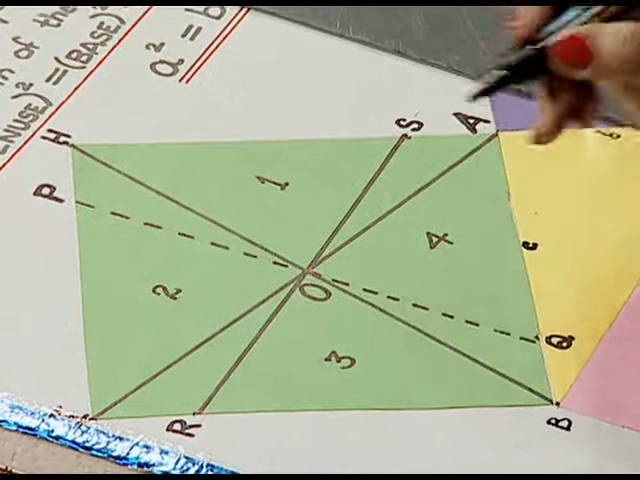 of the
ENUSE)² = (BASE)²
a² = b
H
S
A
P
1
4
c
b
2
O
Q
3
R
B